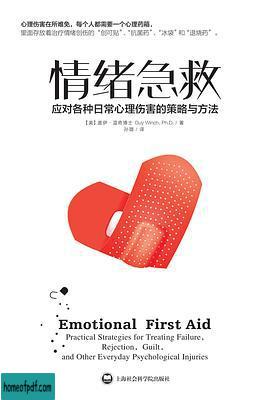 心理伤害在所难免，每个人都需要一个心理药箱，
里面存放着治疗情绪创伤的“创可贴”、“抗菌药”、“冰袋”和“退烧药”。
情绪急救
应对各种日常心理伤害的策略与方法
【美】盖伊·温奇博士 Guy Winch, Ph.D. 著
孙璐 译
Emotional First Aid
Practical Strategies for Treating Failure,
Rejection, Guilt,
and Other Everyday Psychological Injuries
homeofpdf.com
上海社会科学院出版社